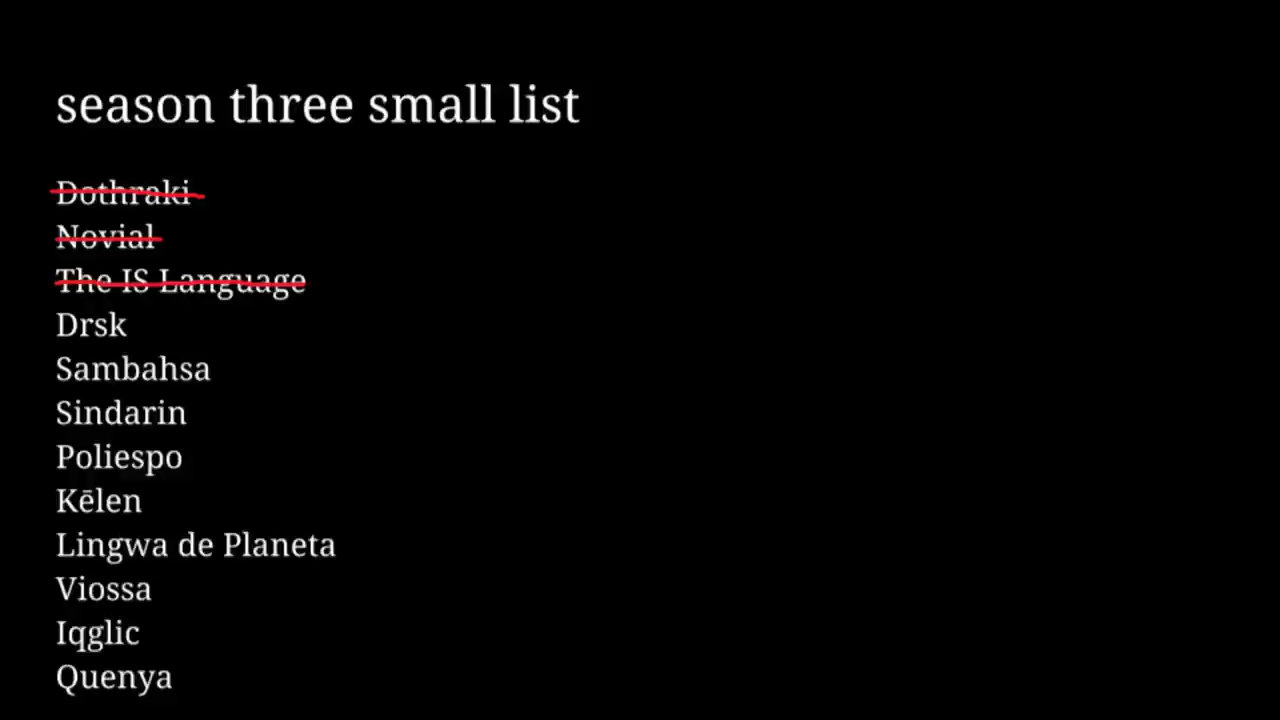 season three small list
Dothraki
Novial
The IS Language
Drsk
Sambahsa
Sindarin
Poliespo
Kēlen
Lingwa de Planeta
Viossa
Iqglic
Quenya